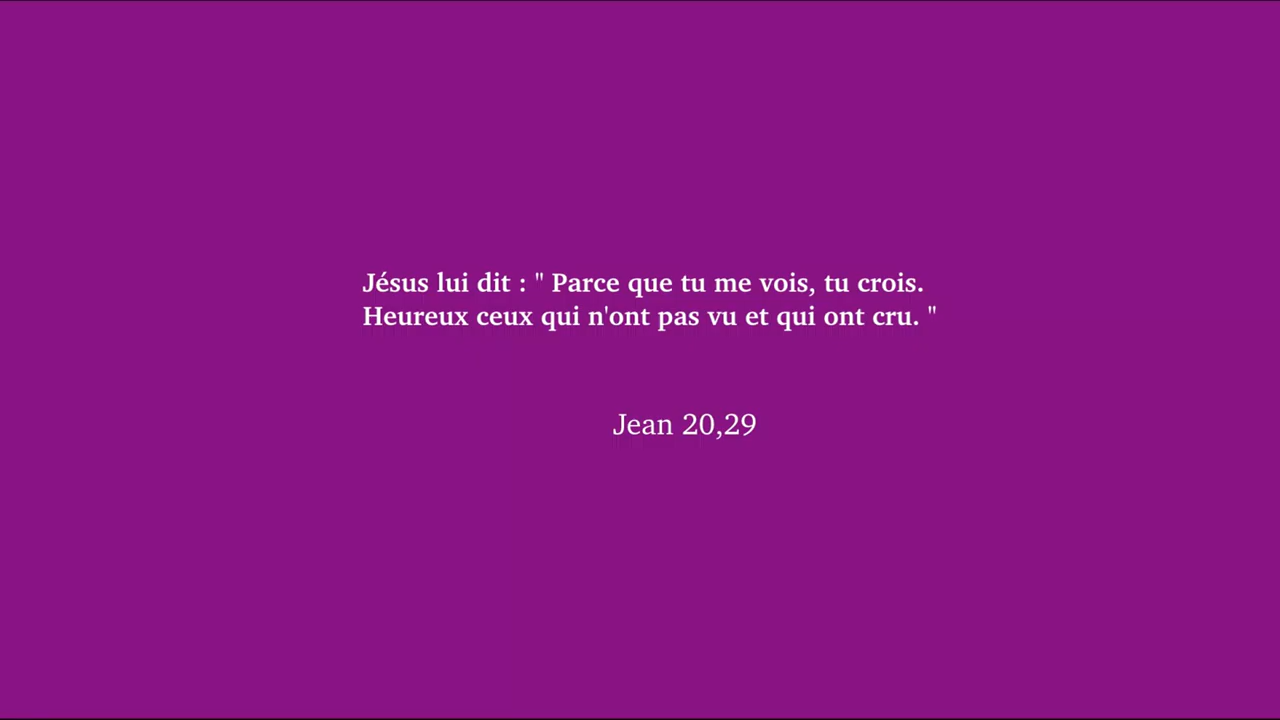 Jésus lui dit : " Parce que tu me vois, tu crois.
Heureux ceux qui n'ont pas vu et qui ont cru. "
Jean 20,29